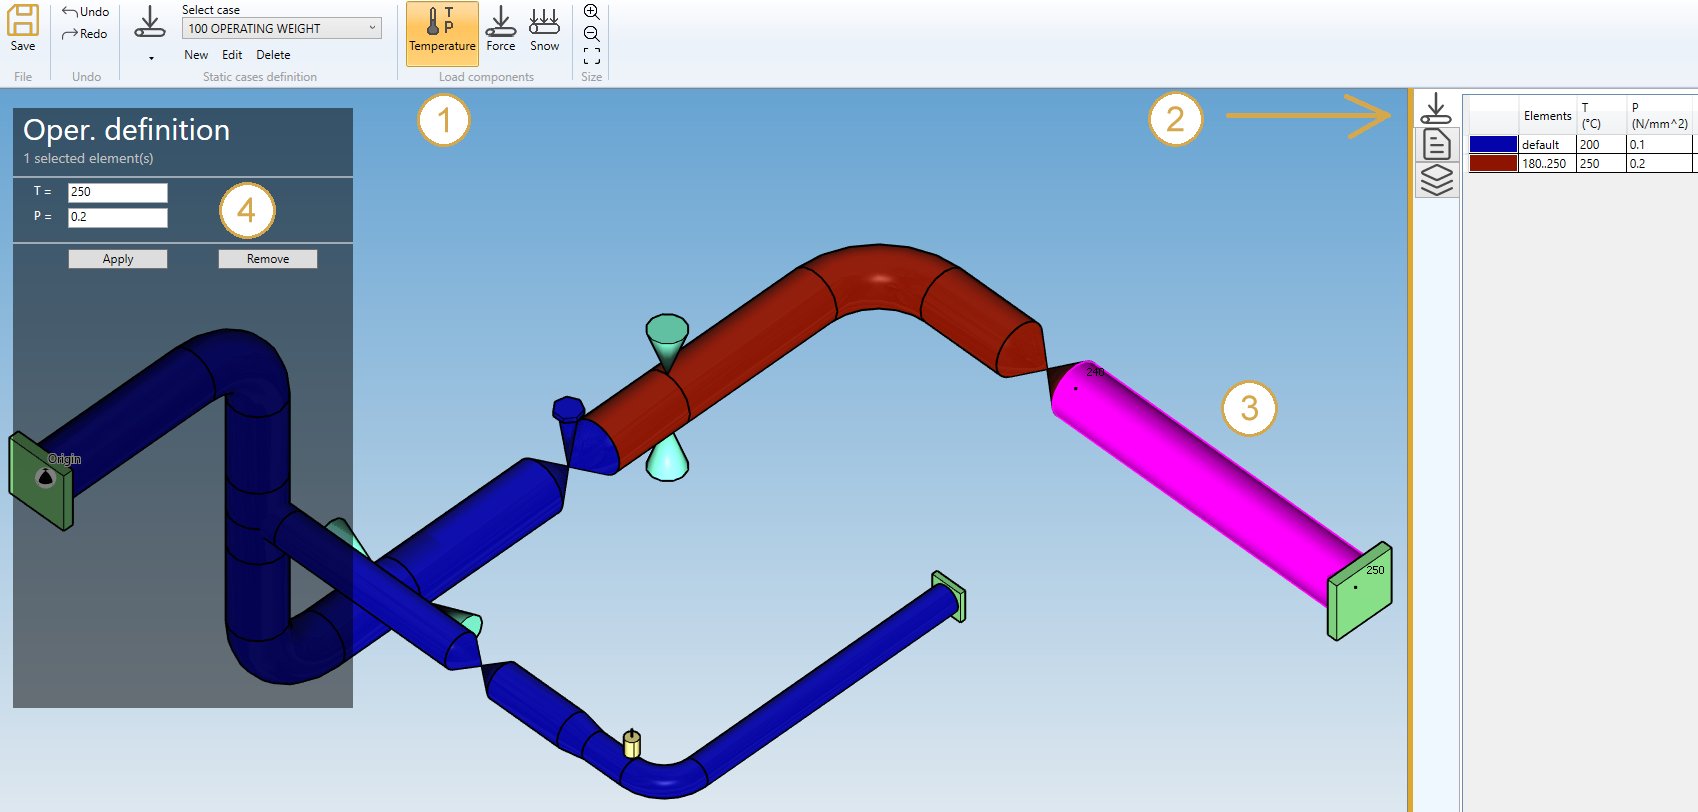 Save
File
Undo
Redo
Undo
Select case
100 OPERATING WEIGHT
New Edit Delete
Static cases definition
T
P
Temperature
Force
Snow
Load components
Size
1
2
Elements T (°C) P (N/mm^2)
default 200 0.1
180..250 250 0.2
Oper. definition
1 selected element(s)
T = 250
P = 0.2
4
Apply Remove
240
3
Origin
250